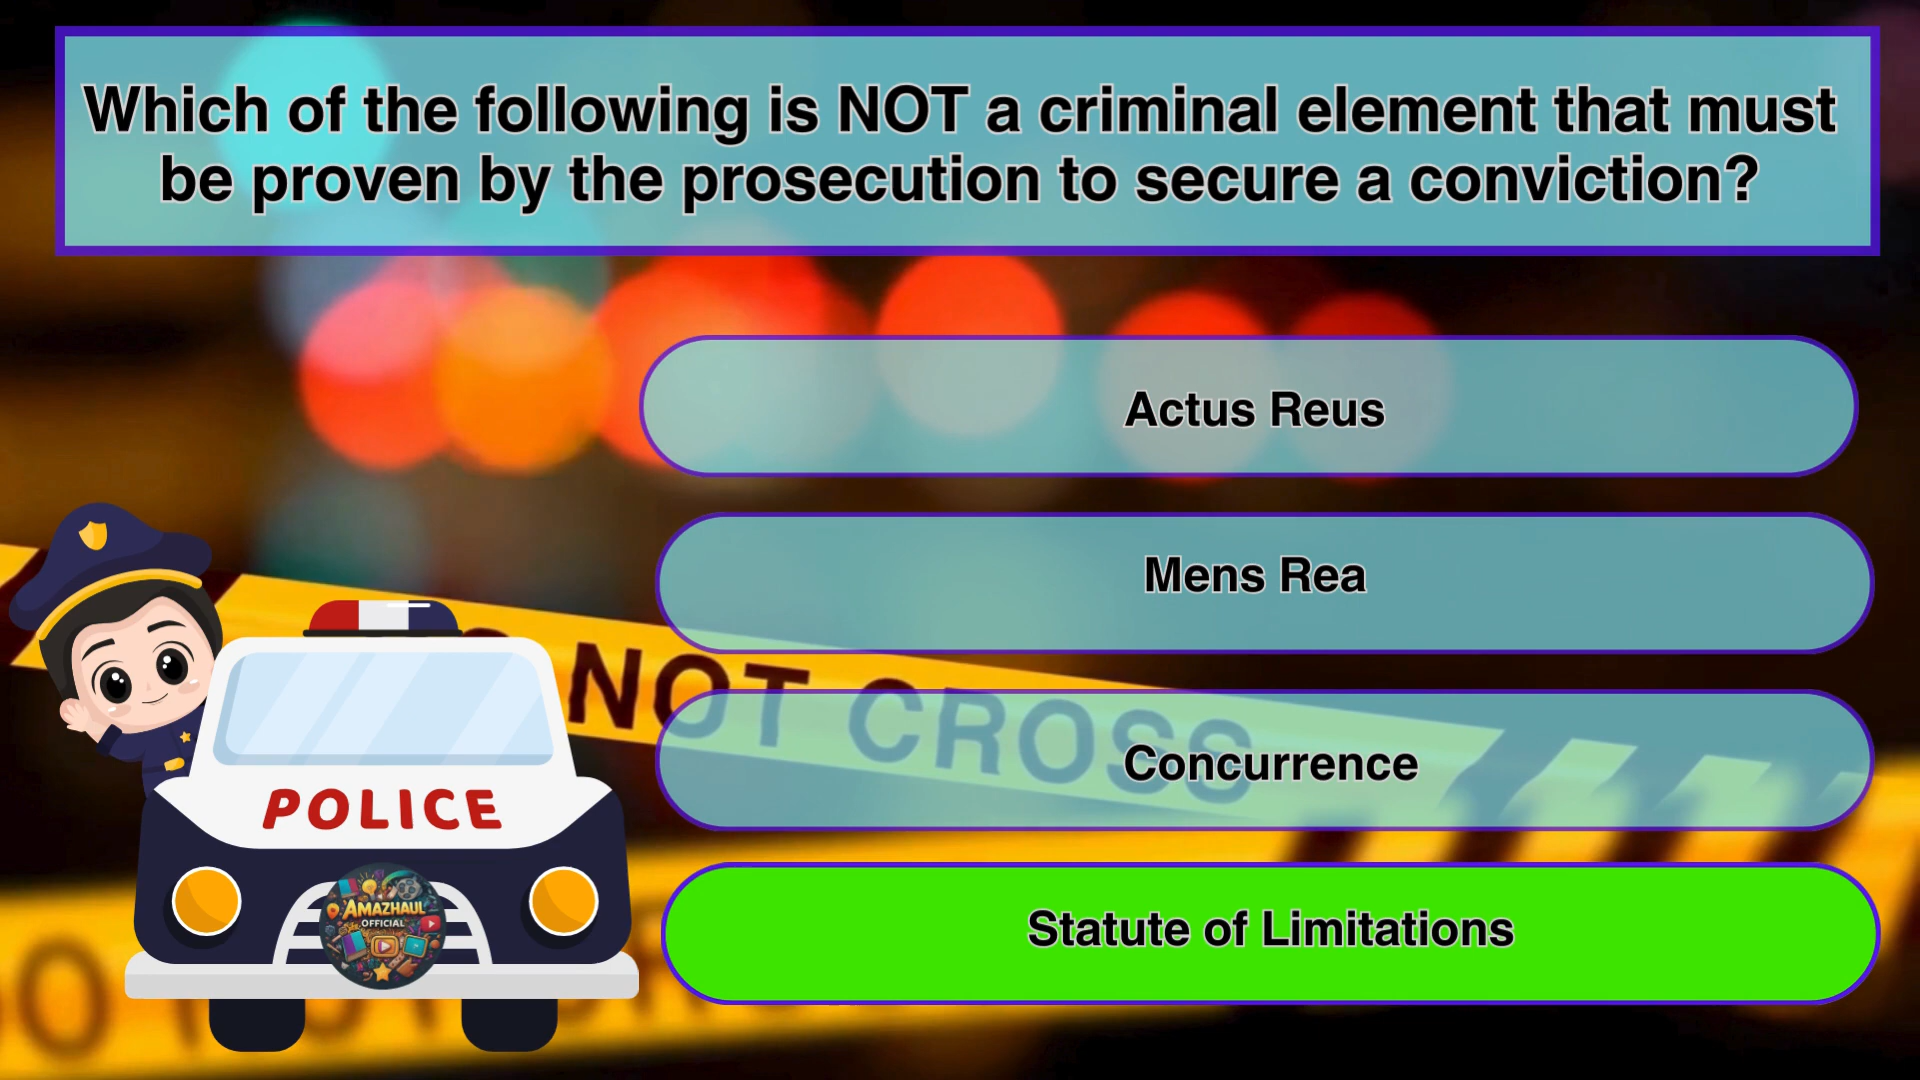 Which of the following is NOT a criminal element that must
be proven by the prosecution to secure a conviction?
Actus Reus
Mens Rea
NOT CROSS
Concurrence
POLICE
AMAZHAUL
OFFICIAL
Statute of Limitations